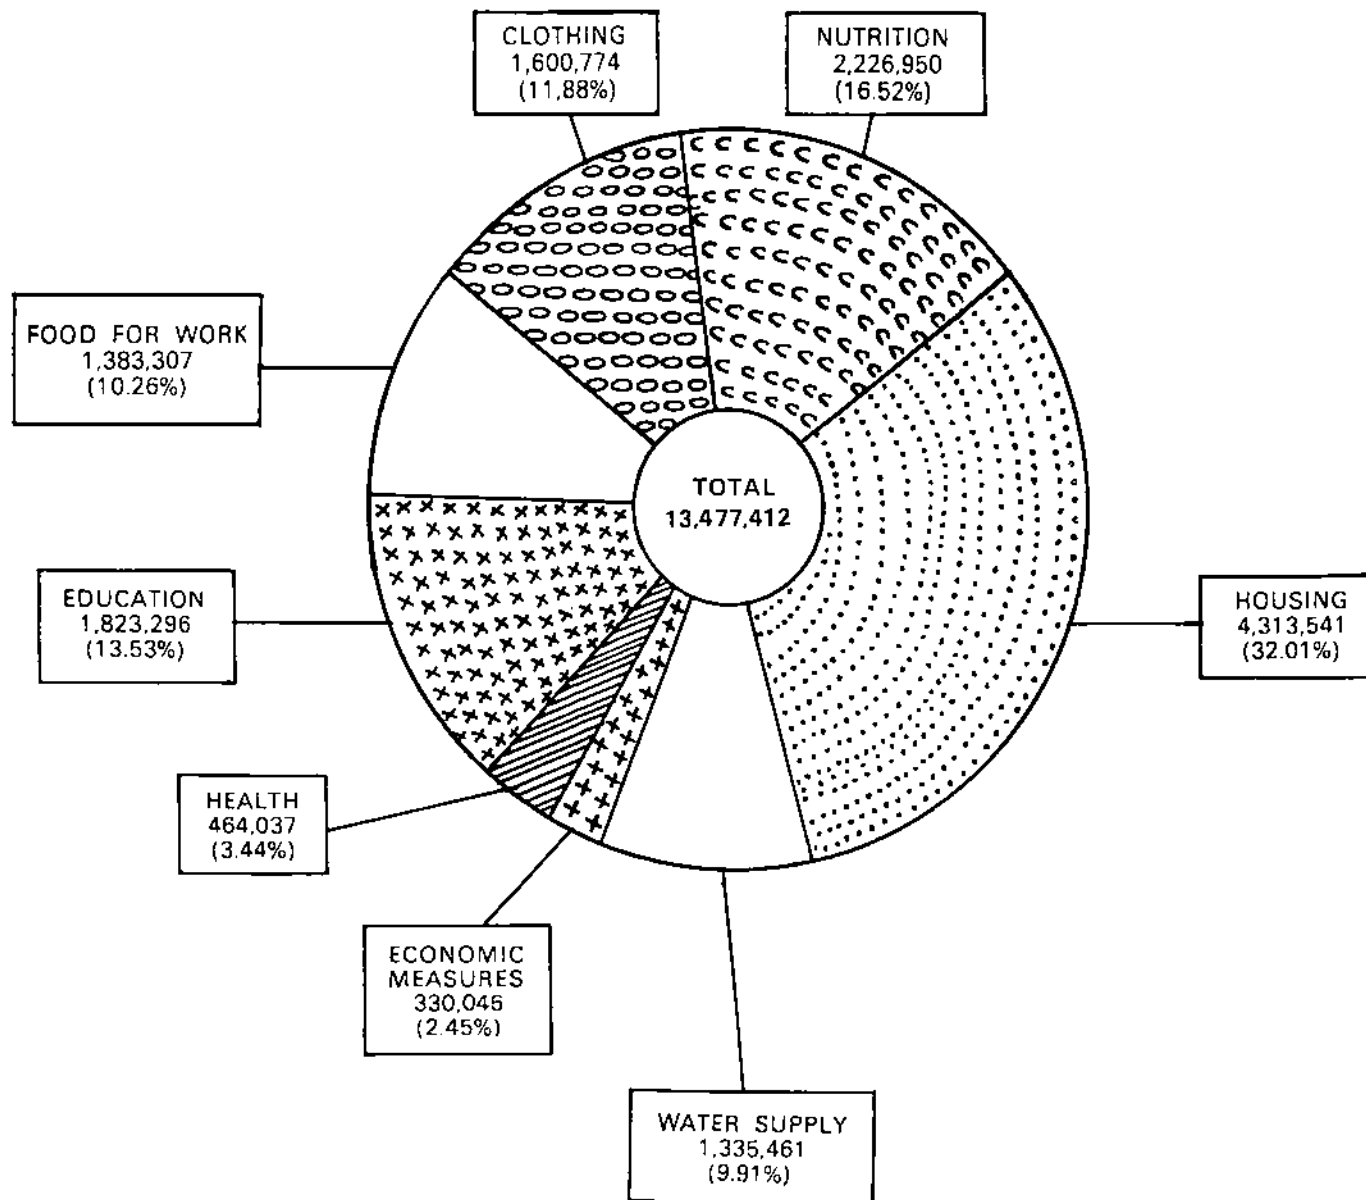 CLOTHING
1,600,774
(11,88%)
NUTRITION
2,226,950
(16.52%)
FOOD FOR WORK
1,383,307
(10.26%)
TOTAL
13,477,412
EDUCATION
1,823,296
(13.53%)
HOUSING
4,313,541
(32.01%)
HEALTH
464,037
(3.44%)
ECONOMIC
MEASURES
330,046
(2.45%)
WATER SUPPLY
1,335,461
(9.91%)